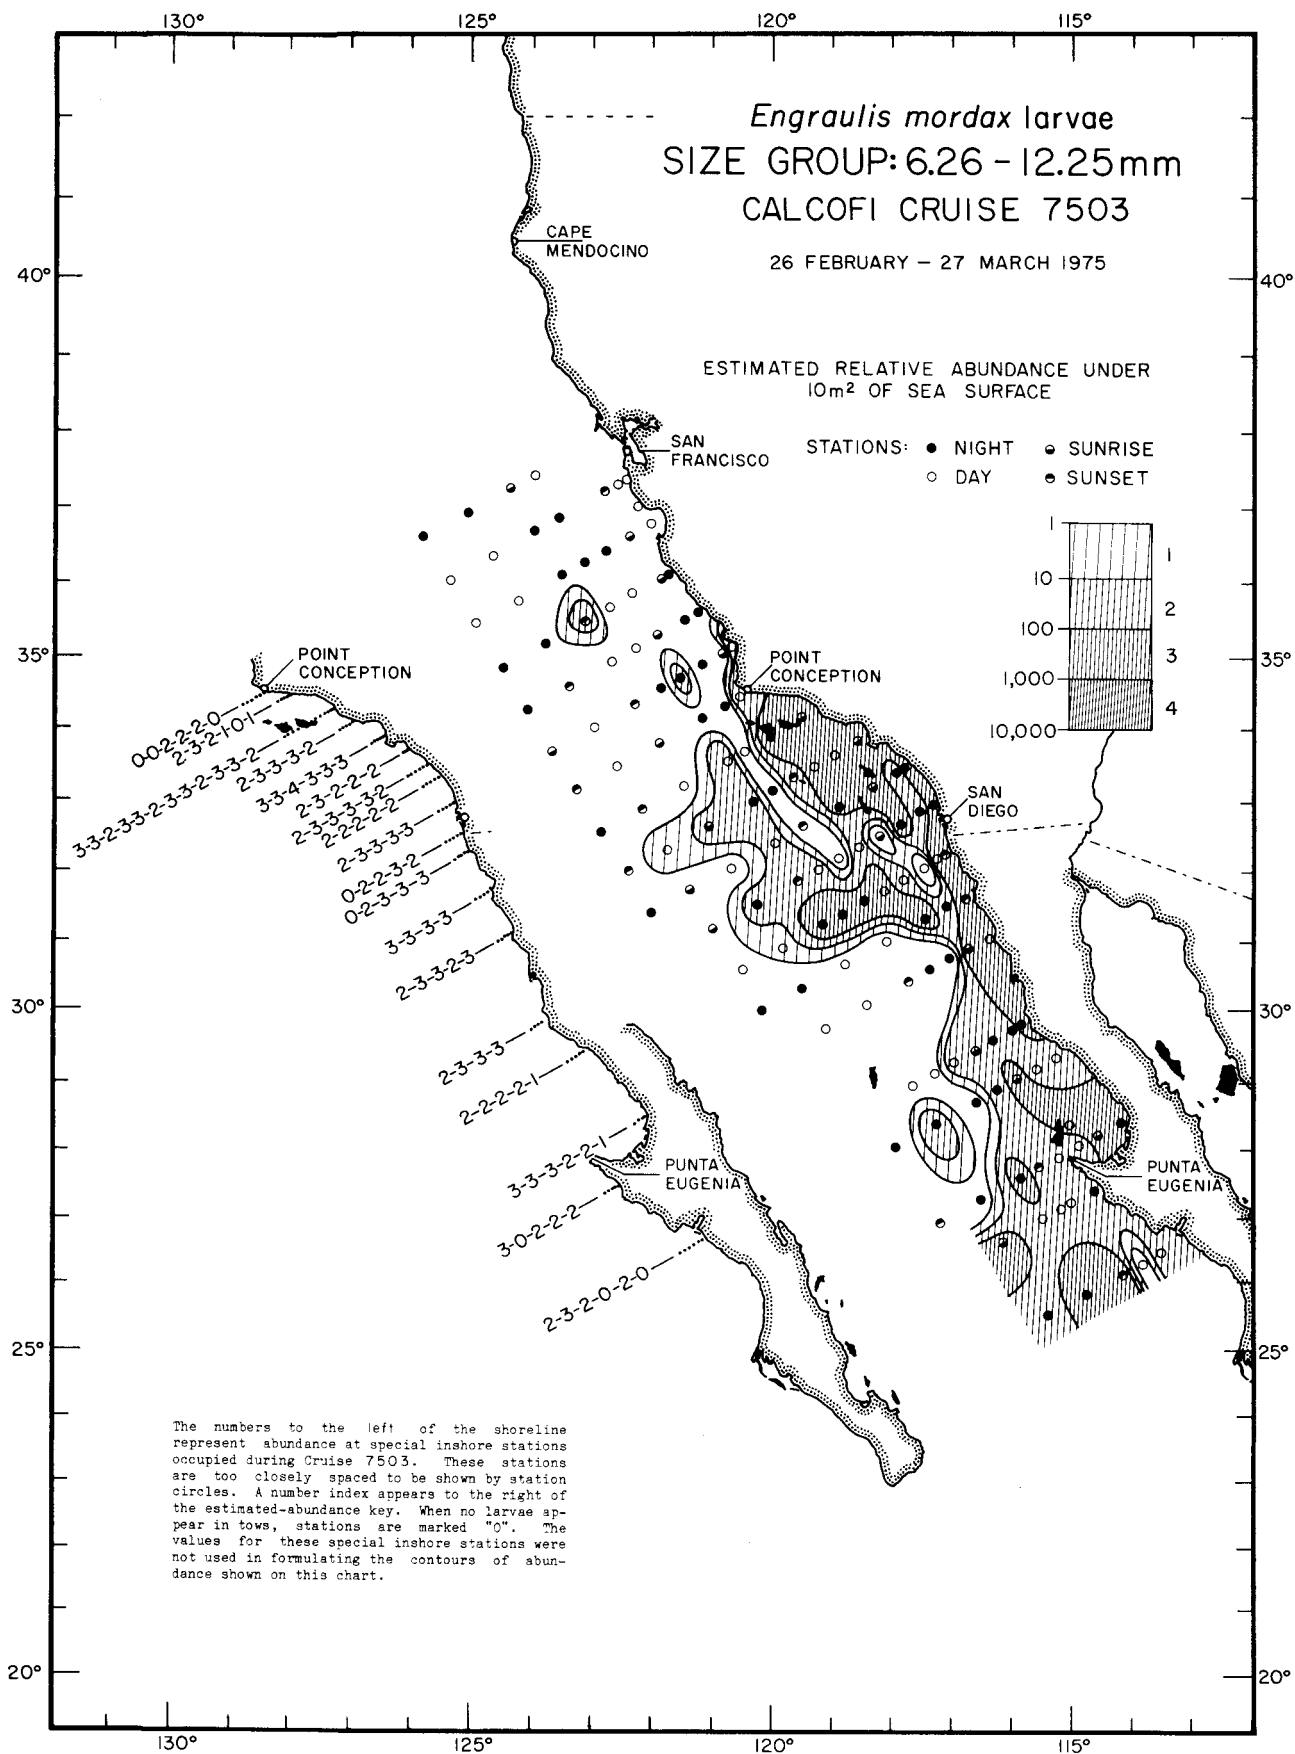 130°
125°
120°
115°
Engraulis mordax larvae
SIZE GROUP: 6.26 - 12.25mm
CALCOFI CRUISE 7503
26 FEBRUARY - 27 MARCH 1975
CAPE
MENDOCINO
40°
40°
ESTIMATED RELATIVE ABUNDANCE UNDER
10m² OF SEA SURFACE
SAN
FRANCISCO
STATIONS: ● NIGHT SUNRISE
○ DAY SUNSET
1
10
100
1,000
10,000
1
2
3
4
35°
35°
POINT
CONCEPTION
POINT
CONCEPTION
SAN
DIEGO
0-0-2-2-2-0
2-3-2-1-0-1
3-3-2-3-3-2-3-3-2-3-3-2
2-3-3-3-2
3-3-4-3-3-3
2-3-2-2-2
2-3-3-3-3-2
2-2-2-2-2
2-3-3-3-3
0-2-2-3-2
0-2-3-3-3
3-3-3-3
2-3-3-2-3
30°
30°
2-3-3-3
2-2-2-2-1
3-3-3-2-2-1
PUNTA
EUGENIA
PUNTA
EUGENIA
3-0-2-2-2
2-3-2-0-2-0
25°
25°
The numbers to the left of the shoreline
represent abundance at special inshore stations
occupied during Cruise 7503. These stations
are too closely spaced to be shown by station
circles. A number index appears to the right of
the estimated-abundance key. When no larvae ap-
pear in tows, stations are marked "0". The
values for these special inshore stations were
not used in formulating the contours of abun-
dance shown on this chart.
20°
20°
130°
125°
120°
115°